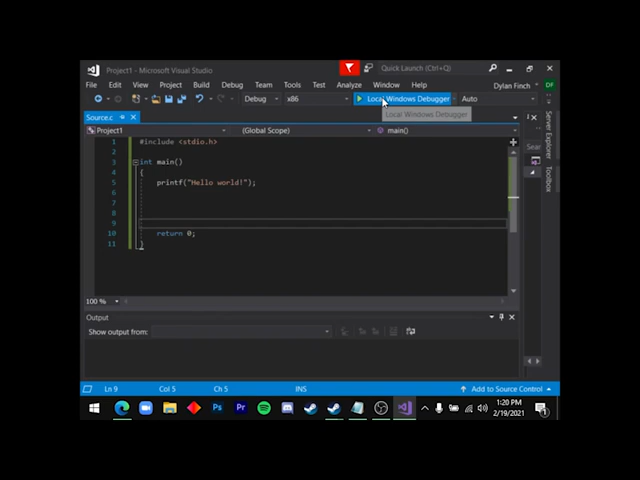 Project1 - Microsoft Visual Studio
Quick Launch (Ctrl+Q)
File Edit View Project Build Debug Team Tools Test Analyze Window Help Dylan Finch DF
Debug x86 Local Windows Debugger Auto
Local Windows Debugger
Source.c
Project1 (Global Scope) main()
1 #include <stdio.h>
2
3 int main()
4 {
5 printf("Hello world!");
6
7
8
9
10 return 0;
11 }
Sear
Server Explorer
Toolbox
100 %
Output
Show output from:
Ln 9 Col 5 Ch 5 INS Add to Source Control
Ps Pr
1:20 PM
2/19/2021
1